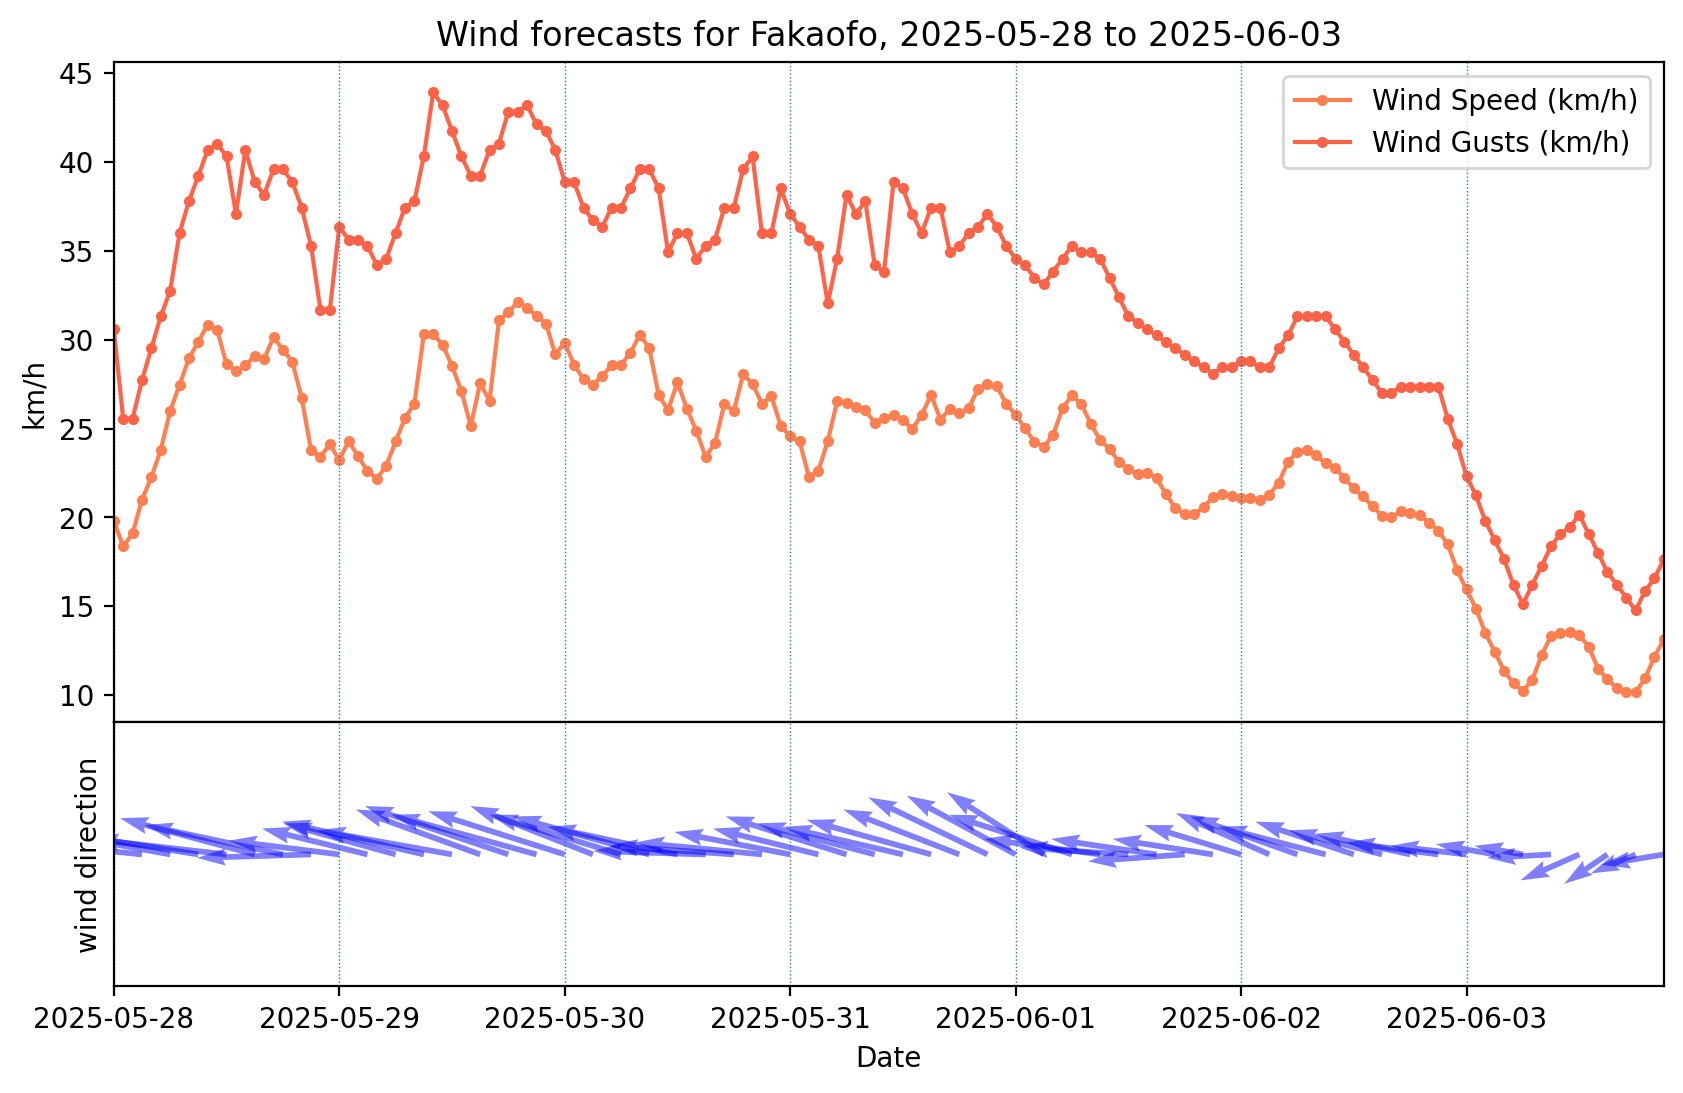 Wind forecasts for Fakaofo, 2025-05-28 to 2025-06-03
45
40
35
30
25
20
15
10
km/h
Wind Speed (km/h)
Wind Gusts (km/h)
wind direction
2025-05-28
2025-05-29
2025-05-30
2025-05-31
2025-06-01
2025-06-02
2025-06-03
Date